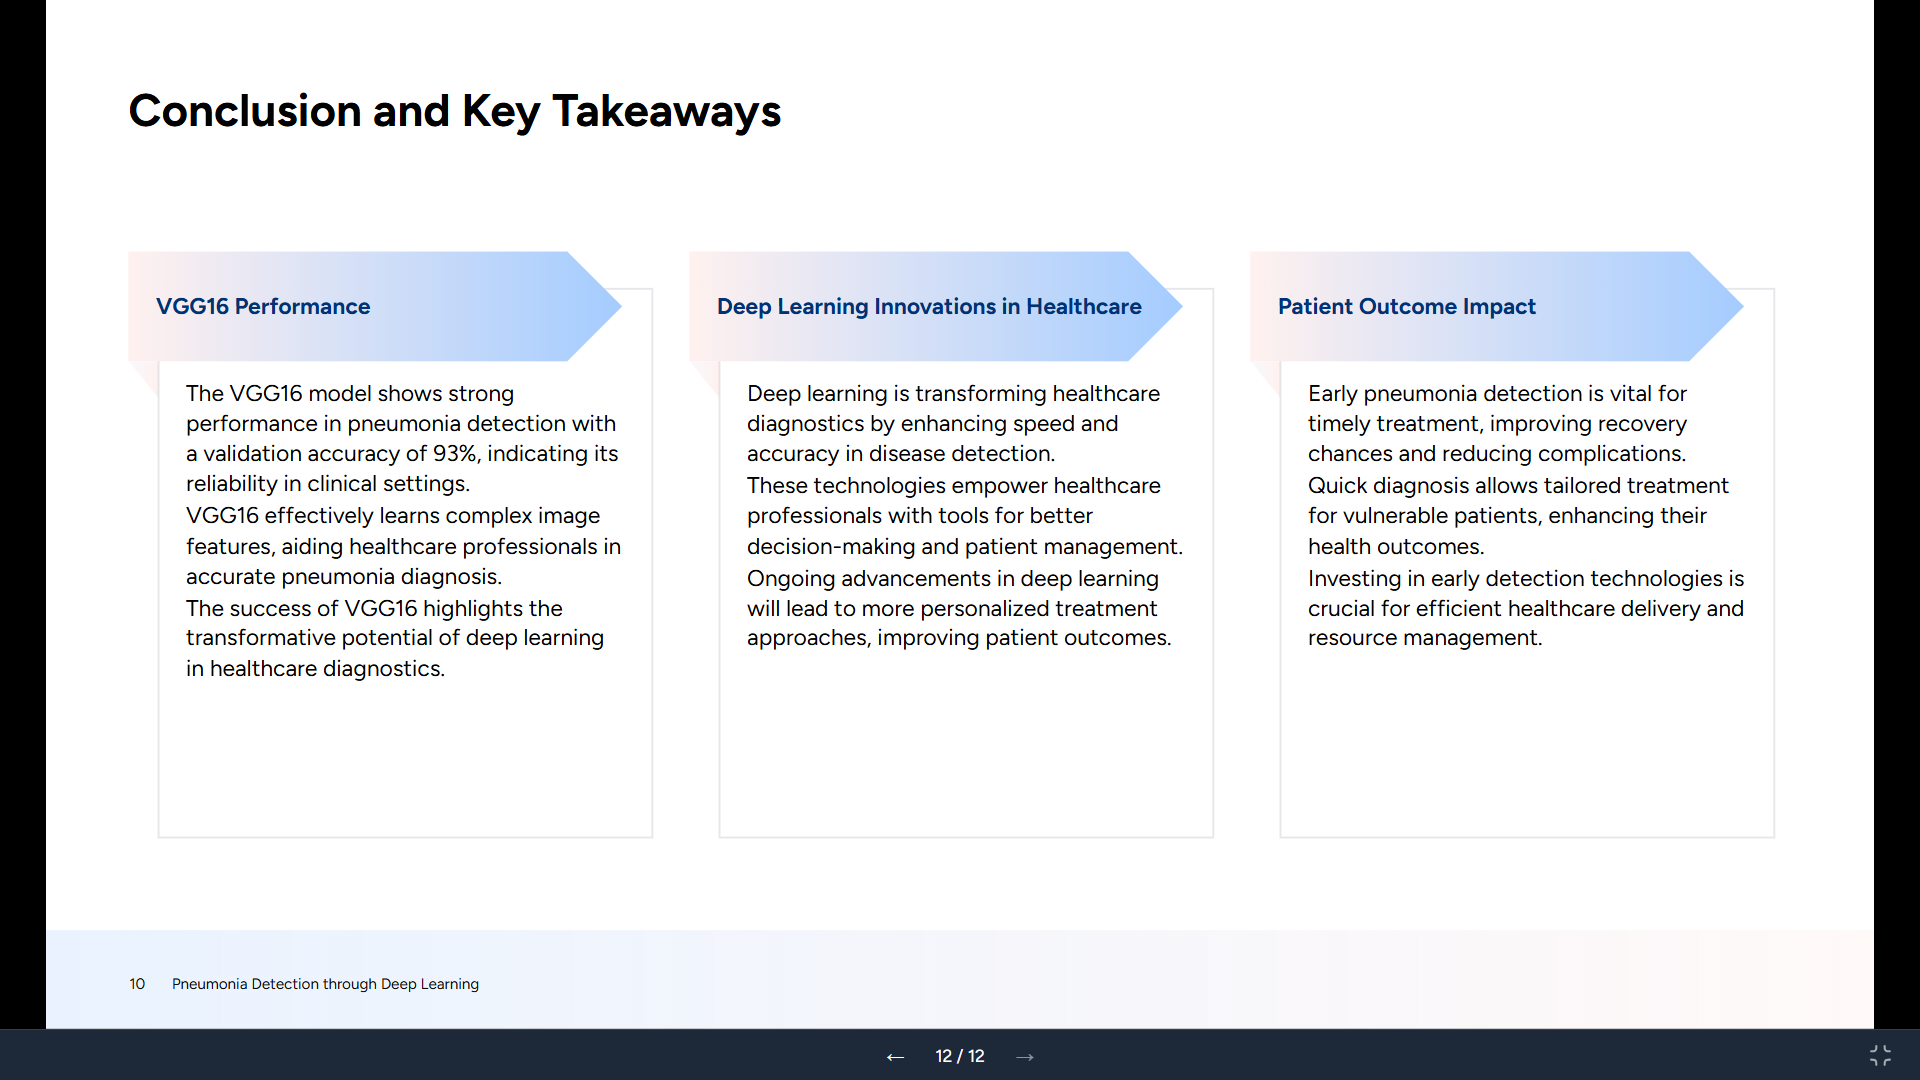 Conclusion and Key Takeaways
VGG16 Performance
The VGG16 model shows strong
performance in pneumonia detection with
a validation accuracy of 93%, indicating its
reliability in clinical settings.
VGG16 effectively learns complex image
features, aiding healthcare professionals in
accurate pneumonia diagnosis.
The success of VGG16 highlights the
transformative potential of deep learning
in healthcare diagnostics.
Deep Learning Innovations in Healthcare
Deep learning is transforming healthcare
diagnostics by enhancing speed and
accuracy in disease detection.
These technologies empower healthcare
professionals with tools for better
decision-making and patient management.
Ongoing advancements in deep learning
will lead to more personalized treatment
approaches, improving patient outcomes.
Patient Outcome Impact
Early pneumonia detection is vital for
timely treatment, improving recovery
chances and reducing complications.
Quick diagnosis allows tailored treatment
for vulnerable patients, enhancing their
health outcomes.
Investing in early detection technologies is
crucial for efficient healthcare delivery and
resource management.
10 Pneumonia Detection through Deep Learning
← 12 / 12 →